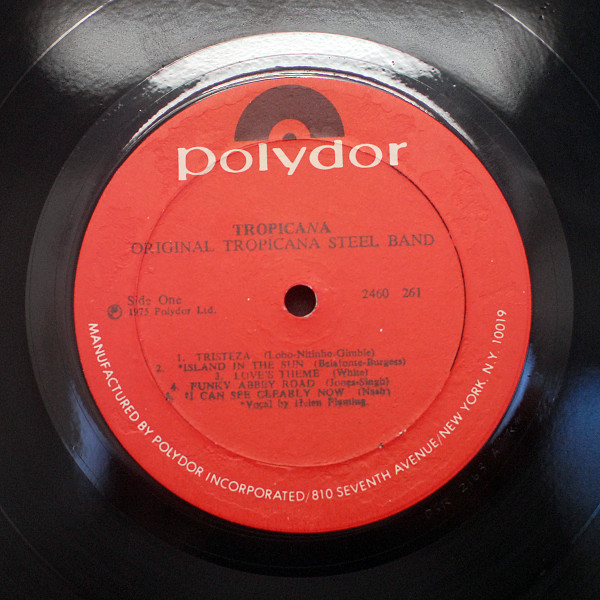 polydor
TROPICANA
ORIGINAL TROPICANA STEEL BAND
Side One
℗ 1975 Polydor Ltd.
2460 261
1. TRISTEZA (Lobo-Nitinho-Gimble)
2. *ISLAND IN THE SUN (Belafonte-Burgess)
3. LOVE'S THEME (White)
4. FUNKY ABBEY ROAD (Jones-Singh)
5. *I CAN SEE CLEARLY NOW (Nash)
*Vocal by Helen Fleming.
MANUFACTURED BY POLYDOR INCORPORATED/810 SEVENTH AVENUE/NEW YORK, N.Y. 10019